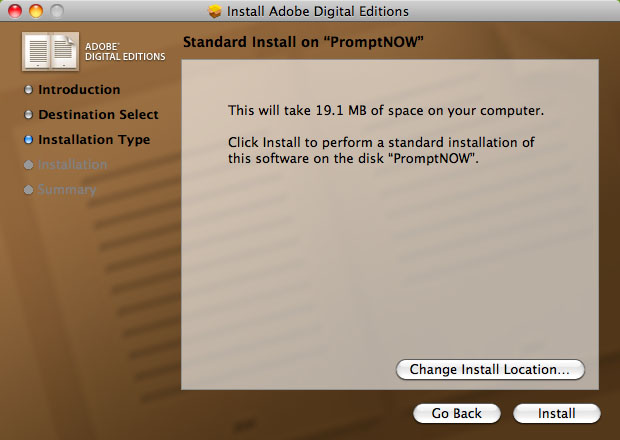 Install Adobe Digital Editions
ADOBE®
DIGITAL EDITIONS
Standard Install on “PromptNOW”
Introduction
Destination Select
Installation Type
Installation
Summary
This will take 19.1 MB of space on your computer.
Click Install to perform a standard installation of
this software on the disk “PromptNOW”.
Change Install Location...
Go Back
Install